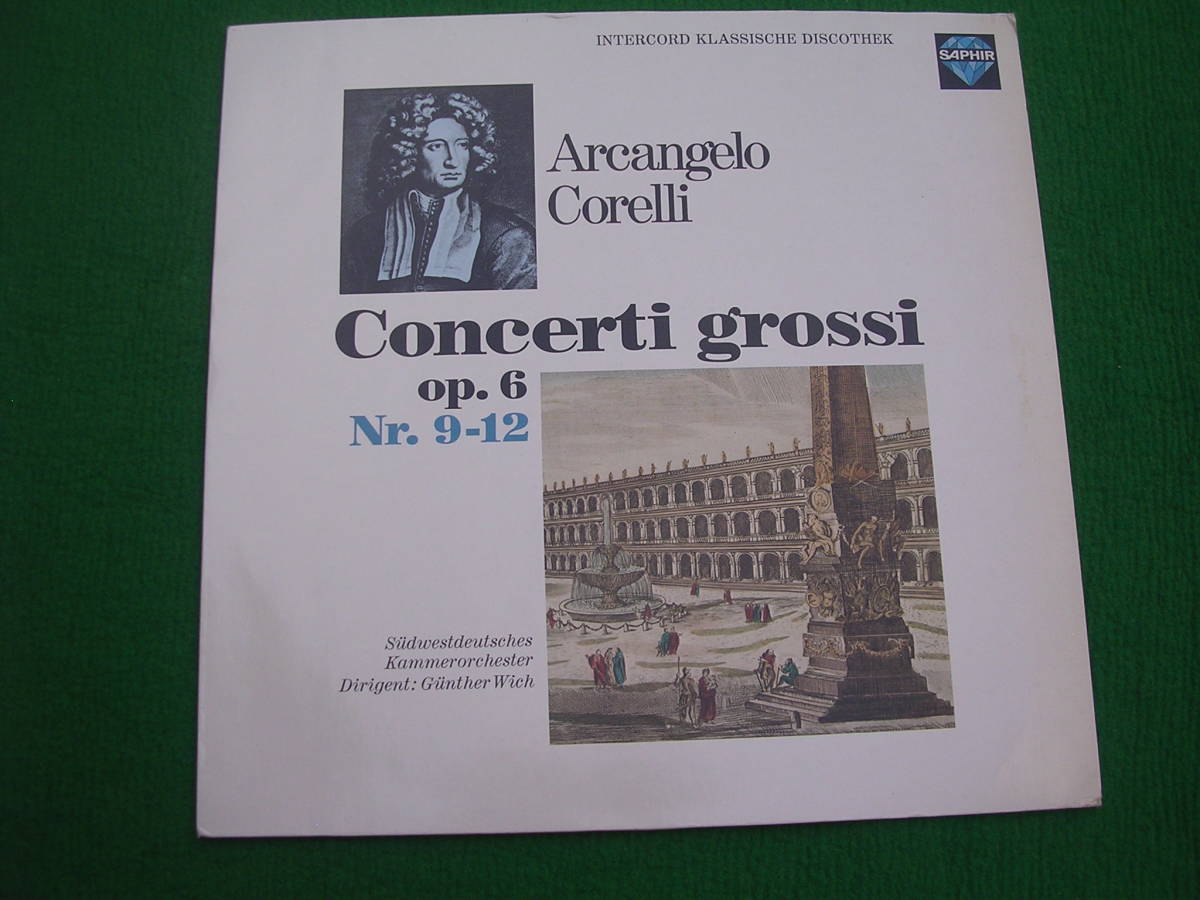 INTERCORD KLASSISCHE DISCOTHEK
SAPHIR
Arcangelo
Corelli
Concerti grossi
op. 6
Nr. 9-12
Südwestdeutsches
Kammerorchester
Dirigent: Günther Wich